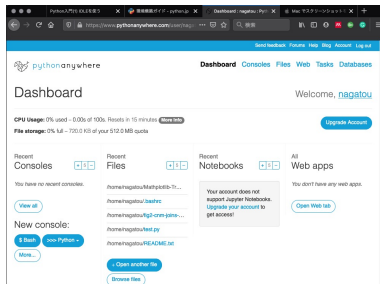 Python入門1 IDLEを使う
環境構築ガイド - python.jp
Dashboard : nagatou : Pyth
Mac でスクリーンショット
https://www.pythonanywhere.com/user/nagat
検索
Send feedback Forums Help Blog Account Log out
pythonanywhere
Dashboard Consoles Files Web Tasks Databases
Dashboard
Welcome, nagatou
CPU Usage: 0% used – 0.00s of 100s. Resets in 15 minutes More Info
File storage: 0% full – 720.0 KB of your 512.0 MB quota
Upgrade Account
Recent
Consoles
You have no recent consoles.
View all
New console:
$ Bash >>> Python
More...
Recent
Files
+ 5 −
/home/nagatou/Mathplotlib-Tr...
/home/nagatou/.bashrc
/home/nagatou/test.py
/home/nagatou/README.txt
+ Open another file
Browse files
Recent
Notebooks
+ 5 −
Your account does not
support Jupyter Notebooks.
Upgrade your account to
get access!
All
Web apps
You don't have any web apps.
Open Web tab